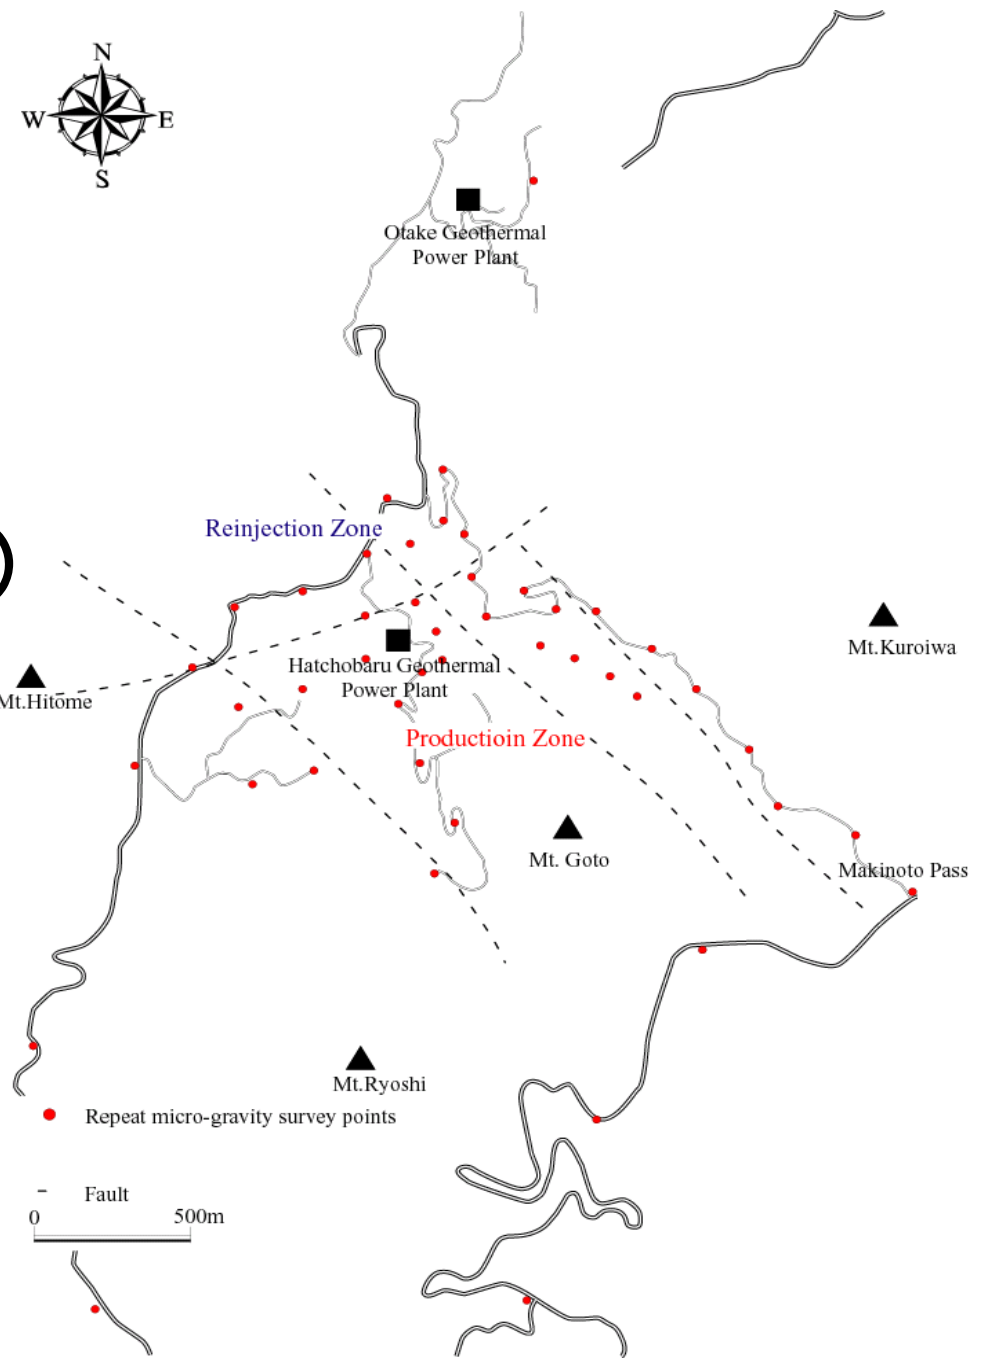 N
W E
S
Otake Geothermal
Power Plant
Reinjection Zone
Mt.Kuroiwa
Hatchobaru Geothermal
Power Plant
Mt.Hitome
Productioin Zone
Mt. Goto
Makinoto Pass
Mt.Ryoshi
Repeat micro-gravity survey points
Fault
0 500m